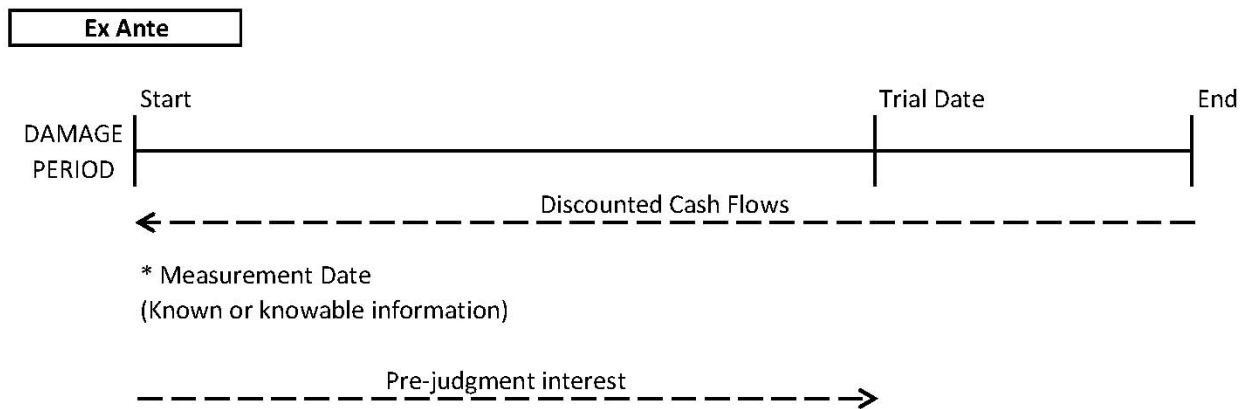 Ex Ante
Start
Trial Date
End
DAMAGE
PERIOD
Discounted Cash Flows
* Measurement Date
(Known or knowable information)
Pre-judgment interest